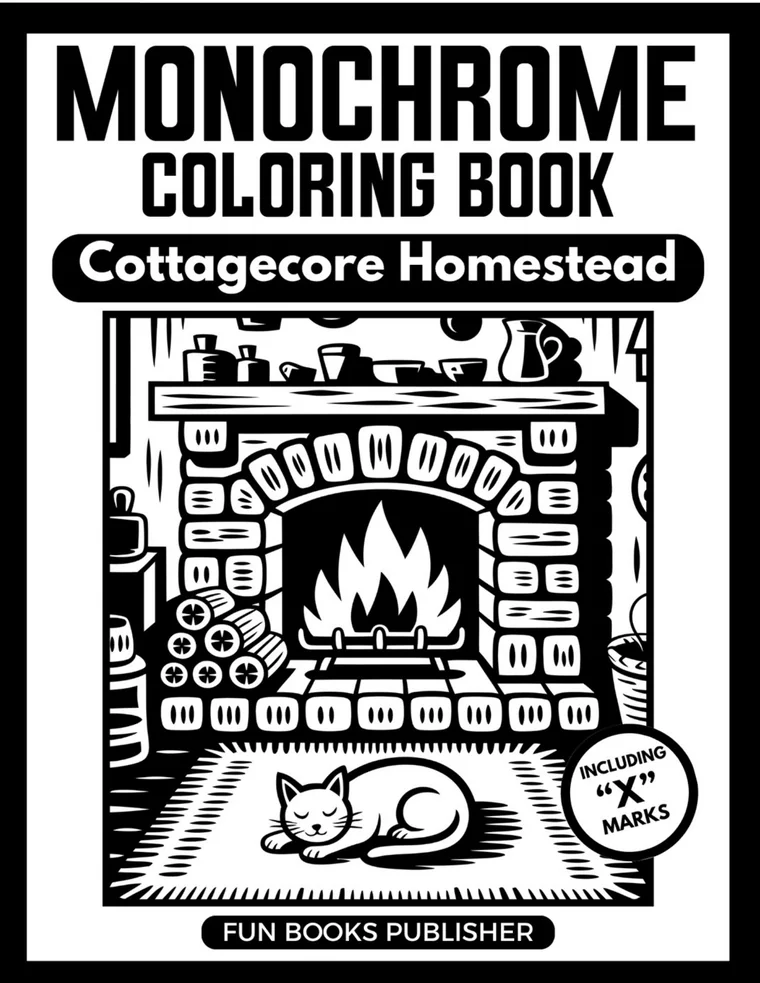 MONOCHROME
COLORING BOOK
Cottagecore Homestead
INCLUDING
“X”
MARKS
FUN BOOKS PUBLISHER